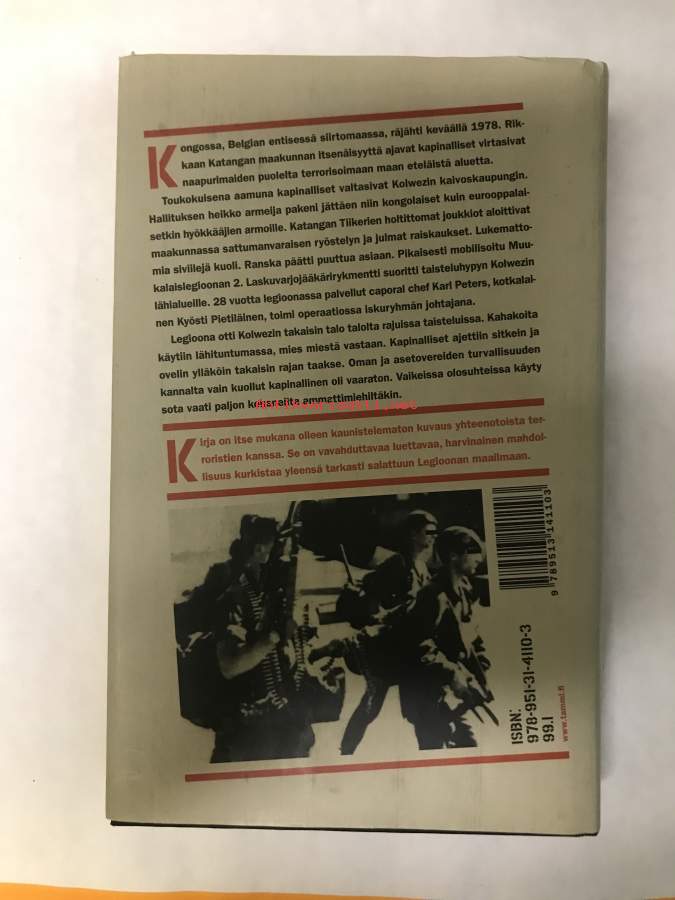 Kongossa, Belgian entisessä siirtomaassa, räjähti keväällä 1978. Rik-
kaan Katangan maakunnan itsenäisyyttä ajavat kapinalliset virtasivat
naapurimaiden puolelta terrorisoimaan maan eteläistä aluetta.
Toukokuisena aamuna kapinalliset valtasivat Kolwezin kaivoskaupungin.
Hallituksen heikko armeija pakeni jättäen niin kongolaiset kuin eurooppalai-
setkin hyökkääjien armoille. Katangan Tiikerien holtittomat joukkiot aloittivat
maakunnassa sattumanvaraisen ryöstelyn ja julmat raiskaukset. Lukematto-
mia siviilejä kuoli. Ranska päätti puuttua asiaan. Pikaisesti mobilisoitu Muu-
kalaislegioonan 2. Laskuvarjojääkärirykmentti suoritti taisteluhypyn Kolwezin
lähialueille. 28 vuotta legioonassa palvellut caporal chef Karl Peters, kotkalai-
nen Kyösti Pietiläinen, toimi operaatiossa iskuryhmän johtajana.
Legioona otti Kolwezin takaisin talo talolta rajuissa taisteluissa. Kahakoita
käytiin lähituntumassa, mies miestä vastaan. Kapinalliset ajettiin sitkein ja
ovelin ylläköin takaisin rajan taakse. Oman ja asetovereiden turvallisuuden
kannalta vain kuollut kapinallinen oli vaaraton. Vaikeissa olosuhteissa käyty
sota vaati paljon kovaksi ammattimiehiltäkin.
Kirja on itse mukana olleen kaunistelematon kuvaus yhteenotoista ter-
roristien kanssa. Se on vavahduttavaa luettavaa, harvinainen mahdol-
lisuus kurkistaa yleensä tarkasti salattuun Legioonan maailmaan.
9 789513 141103
ISBN:
978-951-31-4110-3
99.1
www.tammi.fi